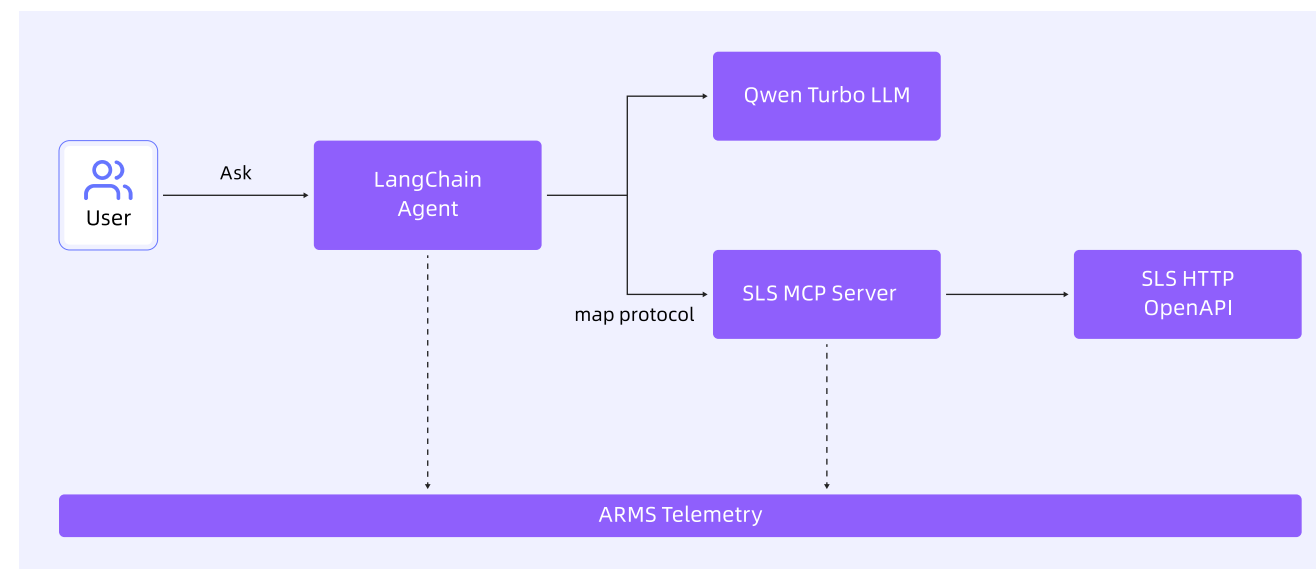 Qwen Turbo LLM
Ask
User
LangChain
Agent
map protocol
SLS MCP Server
SLS HTTP
OpenAPI
ARMS Telemetry